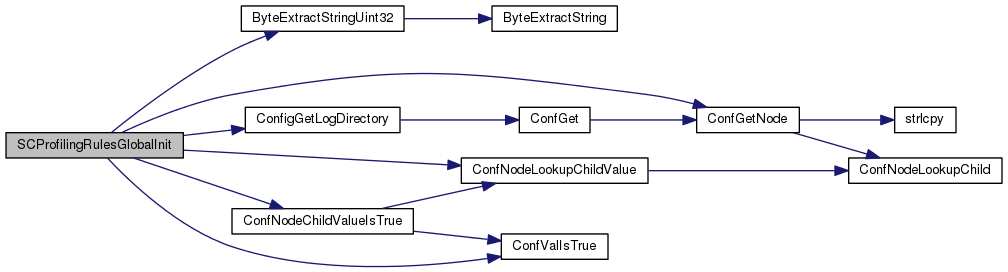 ByteExtractStringUint32
ByteExtractString
SCProfilingRulesGlobalInit
ConfigGetLogDirectory
ConfGet
ConfGetNode
strlcpy
ConfNodeLookupChildValue
ConfNodeLookupChild
ConfNodeChildValueIsTrue
ConfValIsTrue